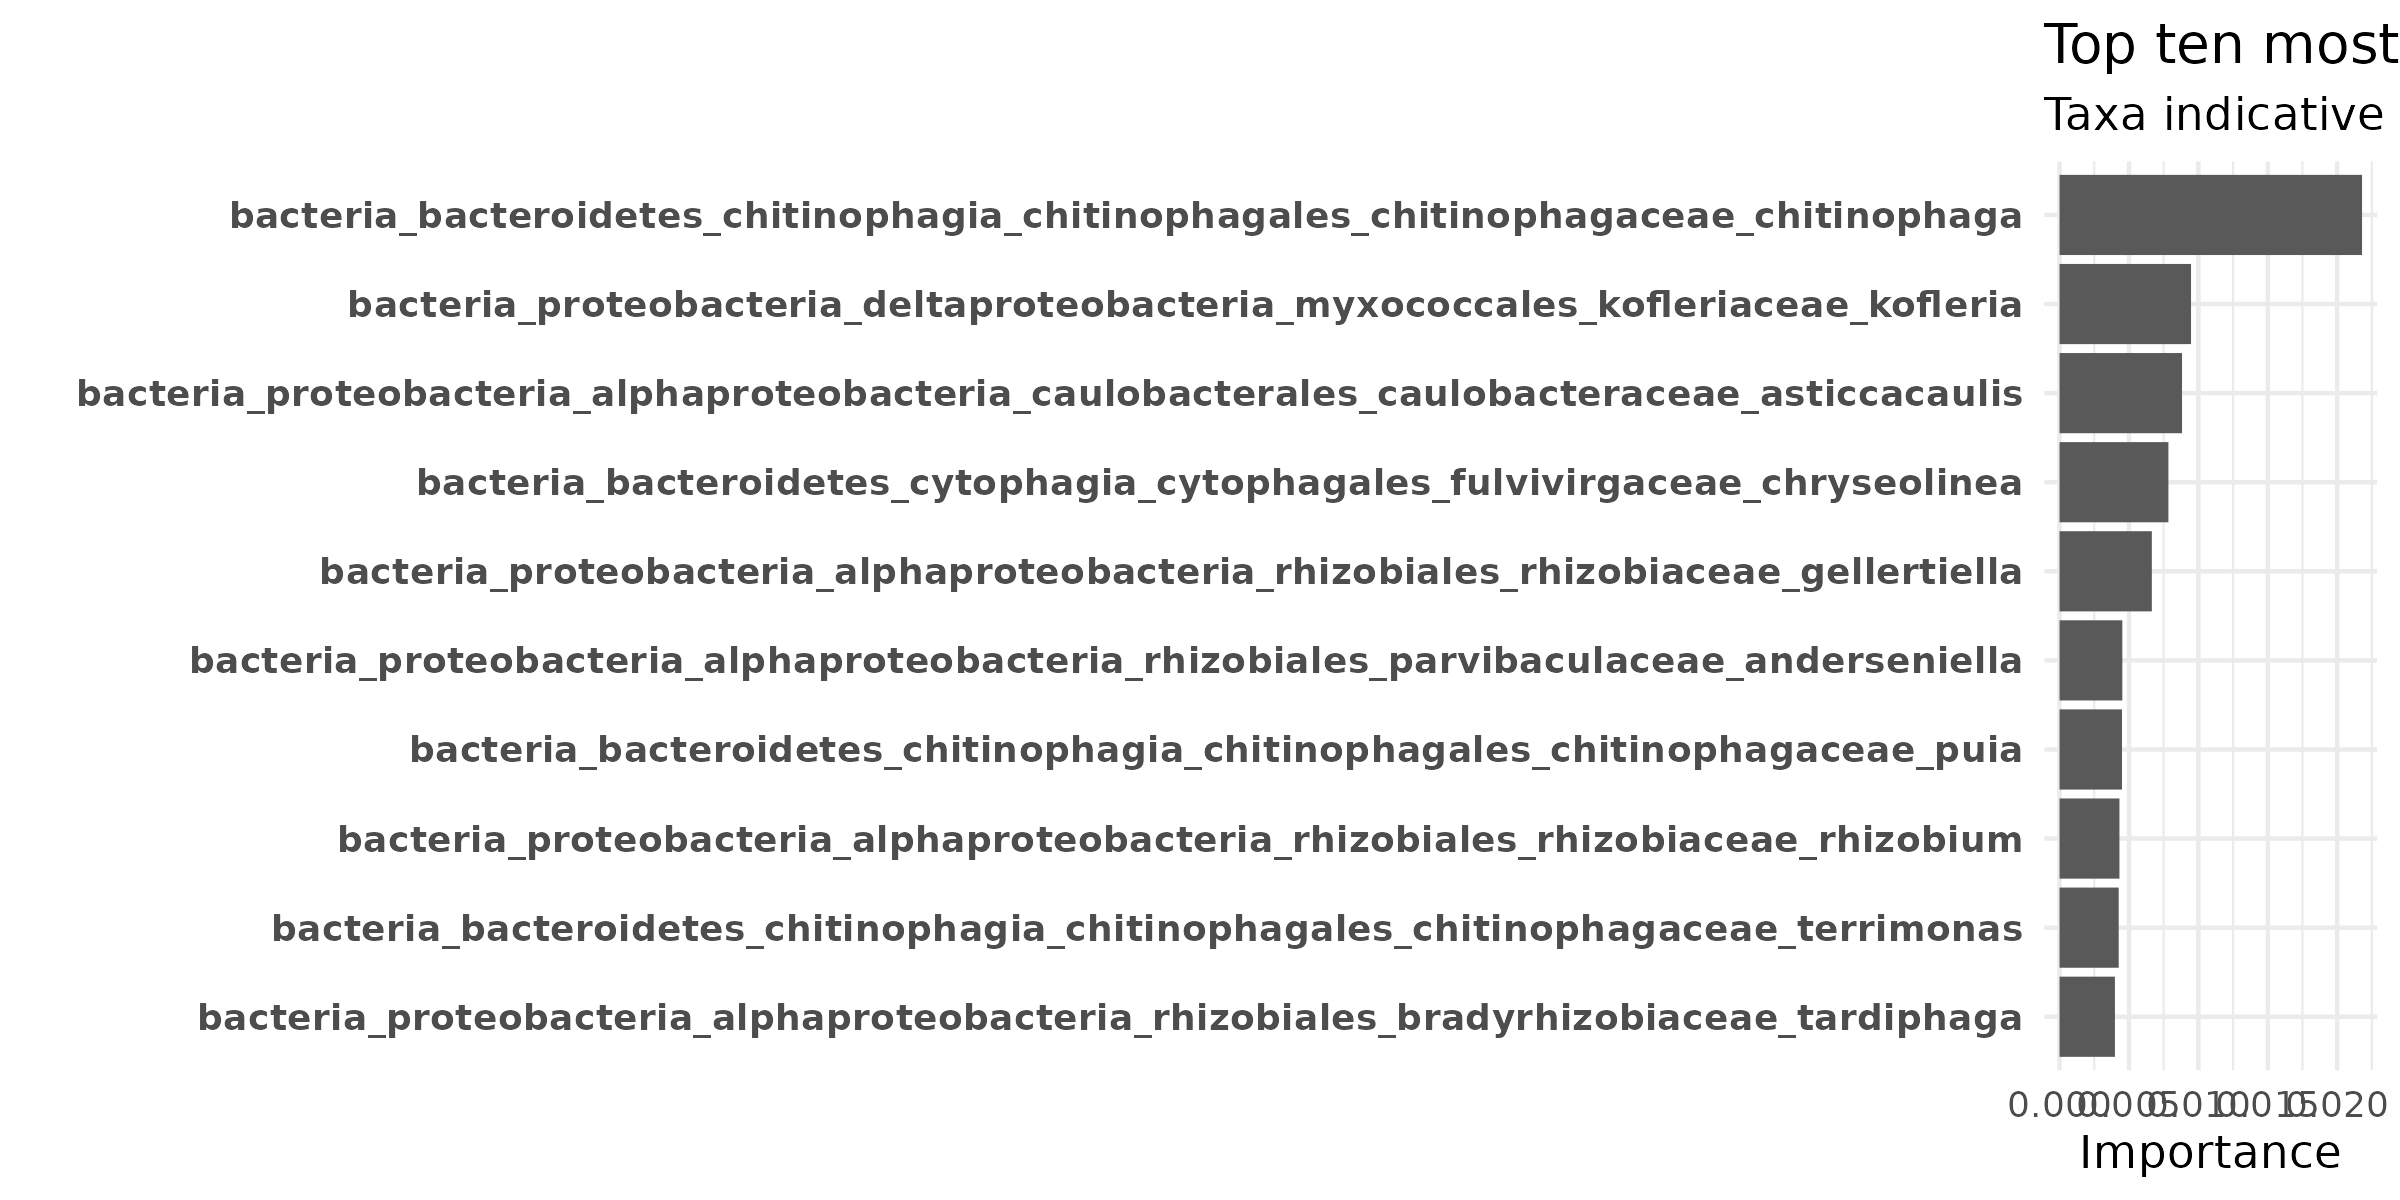 Top ten most
Taxa indicative
bacteria_bacteroidetes_chitinophagia_chitinophagales_chitinophagaceae_chitinophaga
bacteria_proteobacteria_deltaproteobacteria_myxococcales_kofleriaceae_kofleria
bacteria_proteobacteria_alphaproteobacteria_caulobacterales_caulobacteraceae_asticcacaulis
bacteria_bacteroidetes_cytophagia_cytophagales_fulvivirgaceae_chryseolinea
bacteria_proteobacteria_alphaproteobacteria_rhizobiales_rhizobiaceae_gellertiella
bacteria_proteobacteria_alphaproteobacteria_rhizobiales_parvibaculaceae_anderseniella
bacteria_bacteroidetes_chitinophagia_chitinophagales_chitinophagaceae_puia
bacteria_proteobacteria_alphaproteobacteria_rhizobiales_rhizobiaceae_rhizobium
bacteria_bacteroidetes_chitinophagia_chitinophagales_chitinophagaceae_terrimonas
bacteria_proteobacteria_alphaproteobacteria_rhizobiales_bradyrhizobiaceae_tardiphaga
0.000 0.005 0.010 0.015 0.020
Importance